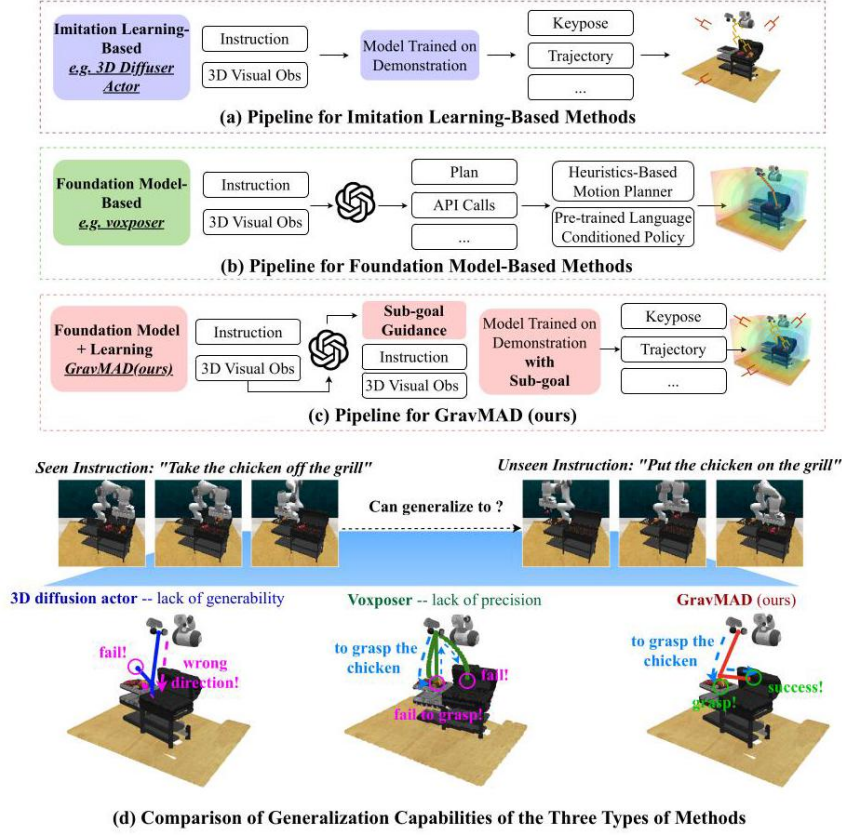 Imitation Learning-
Based
e.g. 3D Diffuser
Actor
Instruction
3D Visual Obs
Model Trained on
Demonstration
Keypose
Trajectory
...
(a) Pipeline for Imitation Learning-Based Methods
Foundation Model-
Based
e.g. voxposer
Instruction
3D Visual Obs
Plan
API Calls
...
Heuristics-Based
Motion Planner
Pre-trained Language
Conditioned Policy
(b) Pipeline for Foundation Model-Based Methods
Foundation Model
+ Learning
GravMAD(ours)
Instruction
3D Visual Obs
Sub-goal
Guidance
Instruction
3D Visual Obs
Model Trained on
Demonstration
with
Sub-goal
Keypose
Trajectory
...
(c) Pipeline for GravMAD (ours)
Seen Instruction: "Take the chicken off the grill"
Unseen Instruction: "Put the chicken on the grill"
Can generalize to ?
3D diffusion actor -- lack of generability
Voxposer -- lack of precision
GravMAD (ours)
fail!
wrong
direction!
to grasp the
chicken
fail!
fail to grasp!
to grasp the
chicken
success!
grasp!
(d) Comparison of Generalization Capabilities of the Three Types of Methods